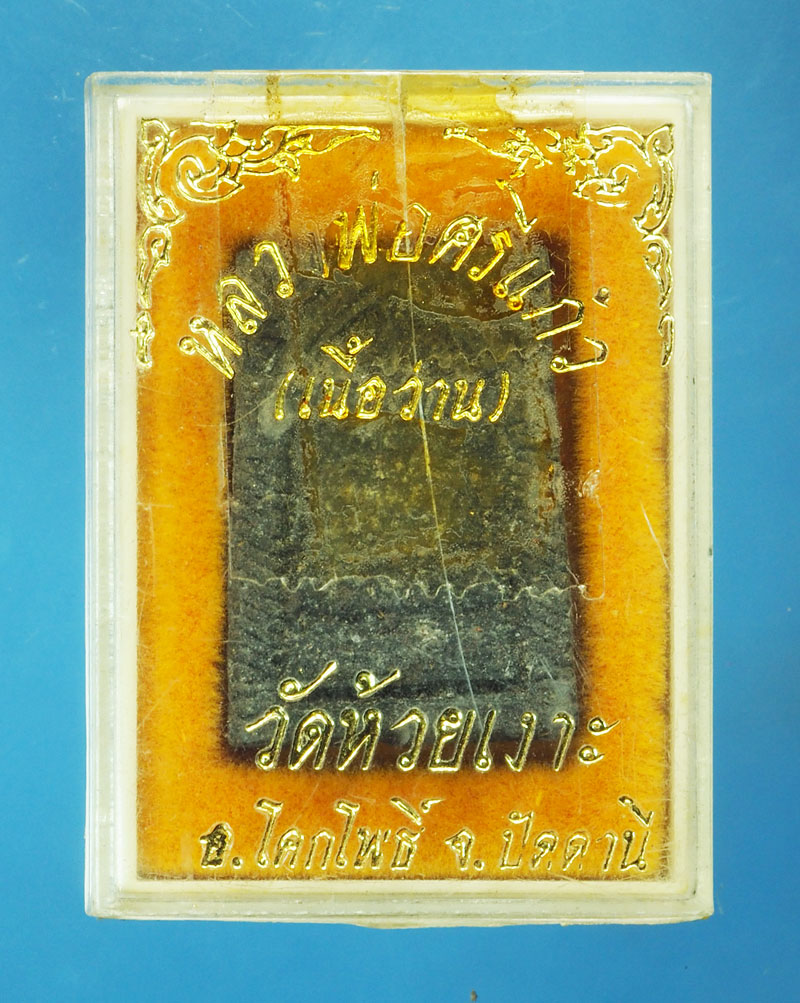 หลวงพ่อศรีแก้ว
(เนื้อว่าน)
วัดห้วยเงาะ
อ.โคกโพธิ์ จ.ปัตตานี